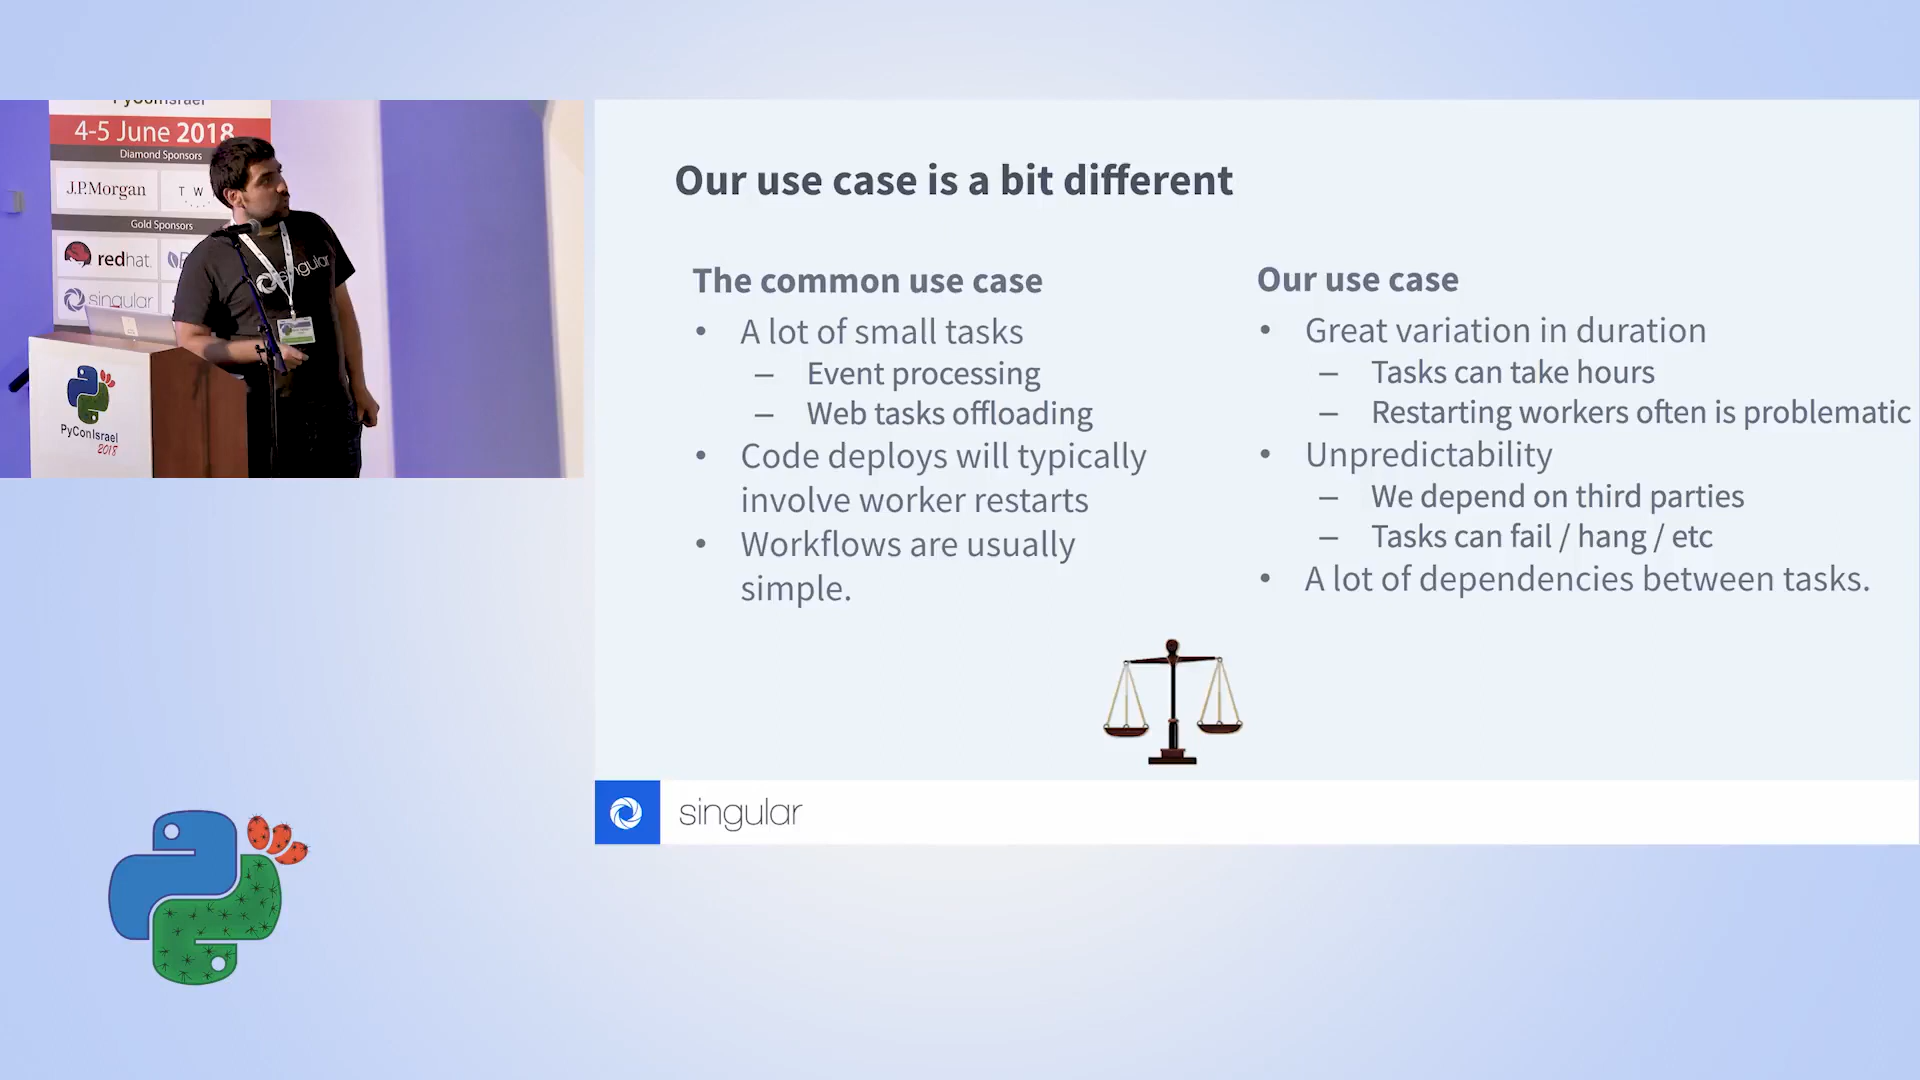 4-5 June 2018
Diamond Sponsors
J.P.Morgan
T W
Gold Sponsors
redhat.
singular
singular
PyConIsrael
2018
Our use case is a bit different
The common use case
• A lot of small tasks
– Event processing
– Web tasks offloading
• Code deploys will typically
involve worker restarts
• Workflows are usually
simple.
Our use case
• Great variation in duration
– Tasks can take hours
– Restarting workers often is problematic
• Unpredictability
– We depend on third parties
– Tasks can fail / hang / etc
• A lot of dependencies between tasks.
singular